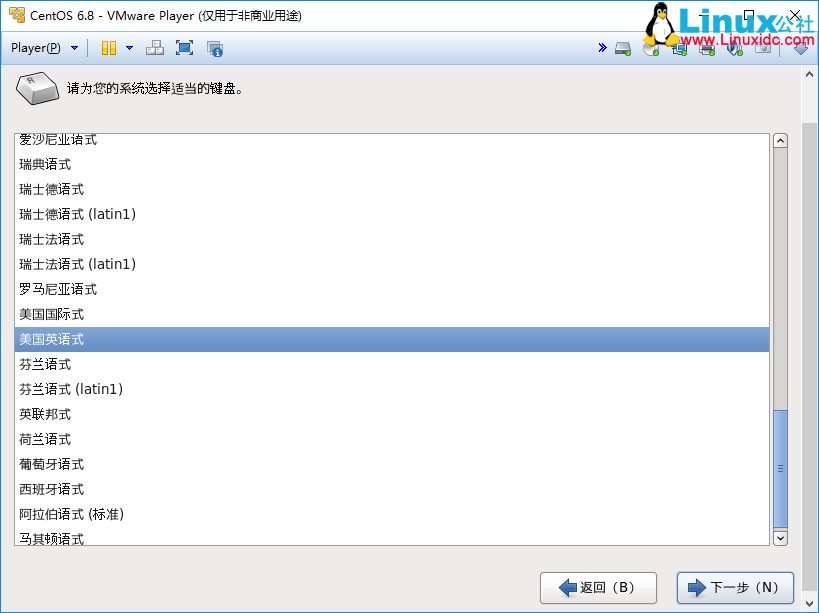 CentOS 6.8 - VMware Player (仅用于非商业用途)
Linux公社
Player(P)
www.Linuxidc.com
请为您的系统选择适当的键盘。
爱沙尼亚语式
瑞典语式
瑞士德语式
瑞士德语式 (latin1)
瑞士法语式
瑞士法语式 (latin1)
罗马尼亚语式
美国国际式
美国英语式
芬兰语式
芬兰语式 (latin1)
英联邦式
荷兰语式
葡萄牙语式
西班牙语式
阿拉伯语式 (标准)
马其顿语式
返回（B）
下一步（N）